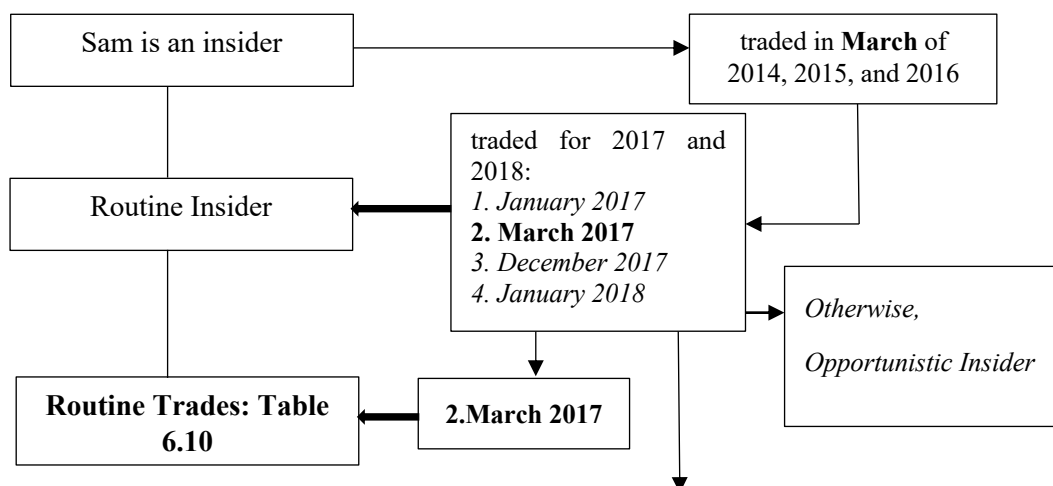 Sam is an insider
traded in March of
2014, 2015, and 2016
traded for 2017 and
2018:
1. January 2017
2. March 2017
3. December 2017
4. January 2018
Routine Insider
Otherwise,
Opportunistic Insider
Routine Trades: Table
6.10
2.March 2017